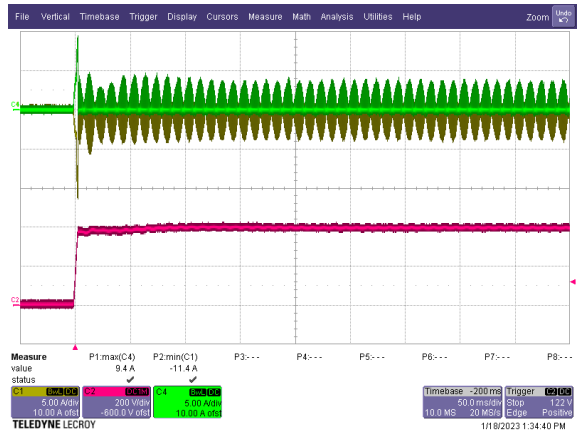 File Vertical Timebase Trigger Display Cursors Measure Math Analysis Utilities Help Zoom Undo
C4
C2
Measure P1:max(C4) P2:min(C1) P3:--- P4:--- P5:--- P6:--- P7:--- P8:---
value 9.4 A -11.4 A
status
C1 BwL DC C2 DC1M C4 BwL DC Timebase -200 ms Trigger C2 DC
5.00 A/div 200 V/div 5.00 A/div 50.0 ms/div Stop 122 V
10.00 A ofst -600.0 V ofst 10.00 A ofst 10.0 MS 20 MS/s Edge Positive
TELEDYNE LECROY 1/18/2023 1:34:40 PM